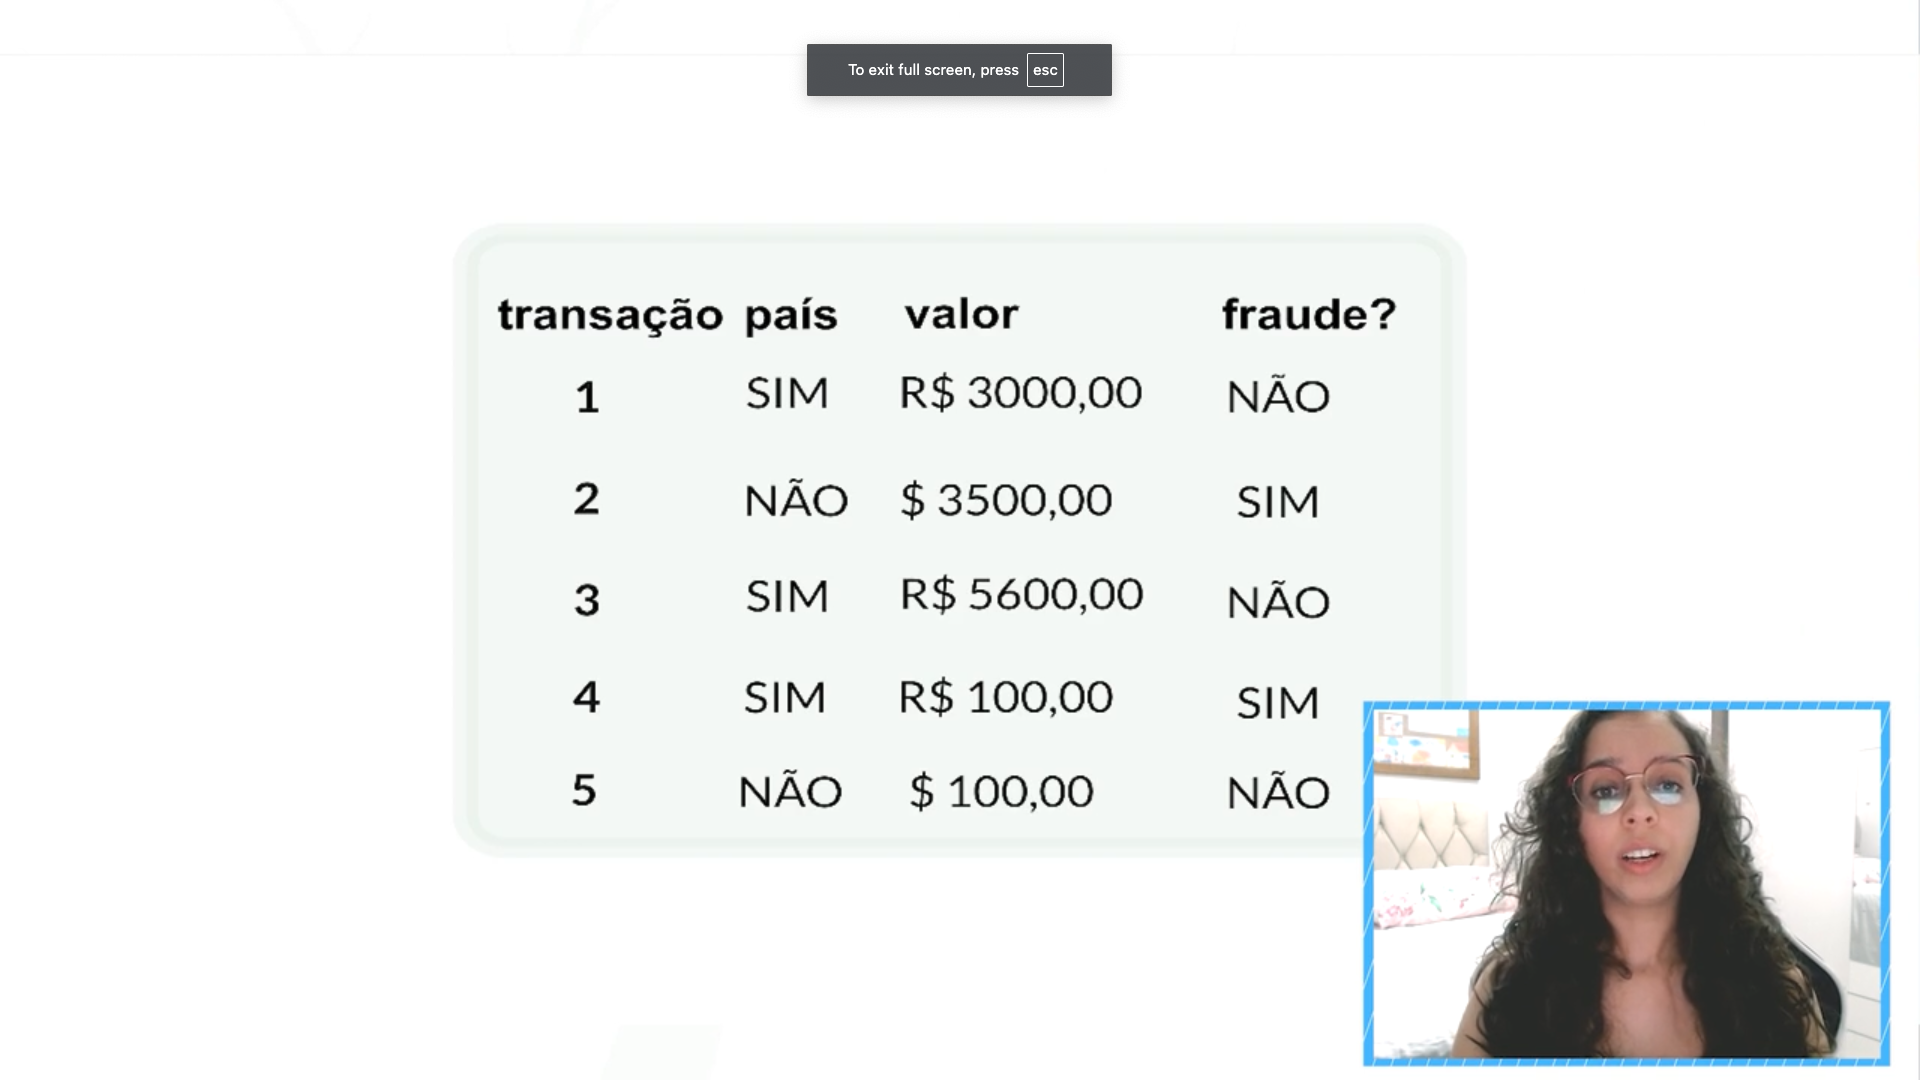 To exit full screen, press esc
transação país valor fraude?
1 SIM R$ 3000,00 NÃO
2 NÃO $ 3500,00 SIM
3 SIM R$ 5600,00 NÃO
4 SIM R$ 100,00 SIM
5 NÃO $ 100,00 NÃO